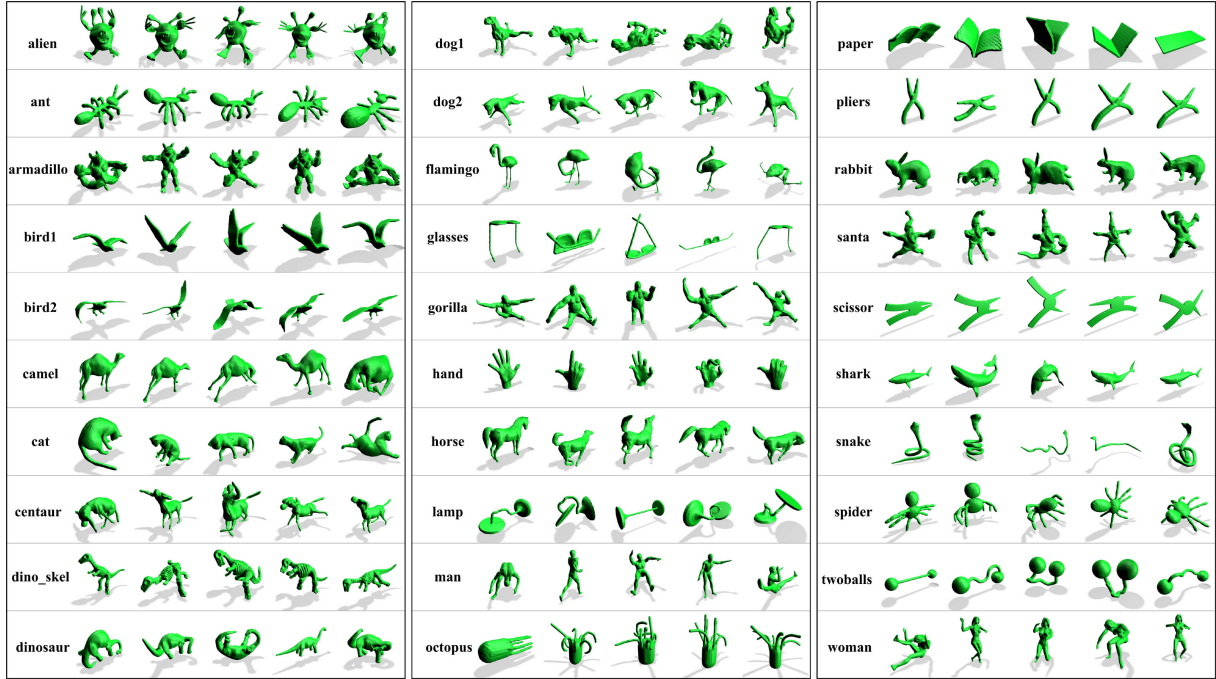 alien
ant
armadillo
bird1
bird2
camel
cat
centaur
dino_skel
dinosaur
dog1
dog2
flamingo
glasses
gorilla
hand
horse
lamp
man
octopus
paper
pliers
rabbit
santa
scissor
shark
snake
spider
twoballs
woman